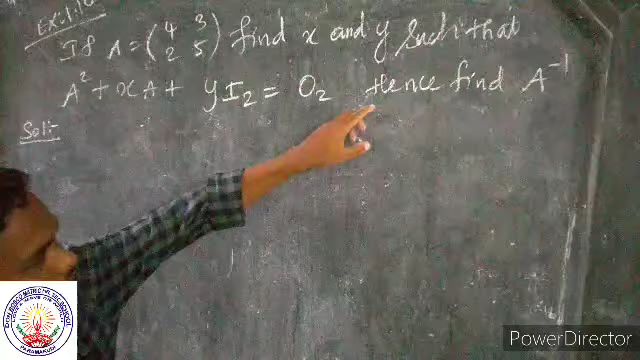 Ex-1.10
If A = (4 3 2 5) find x and y such that
A² + xA + yI₂ = O₂ Hence find A⁻¹
Sol:-
PowerDirector